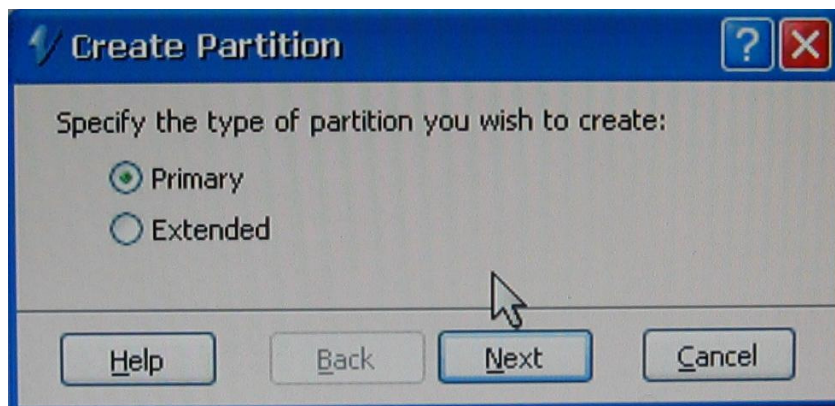 Create Partition
Specify the type of partition you wish to create:
Primary
Extended
Help Back Next Cancel